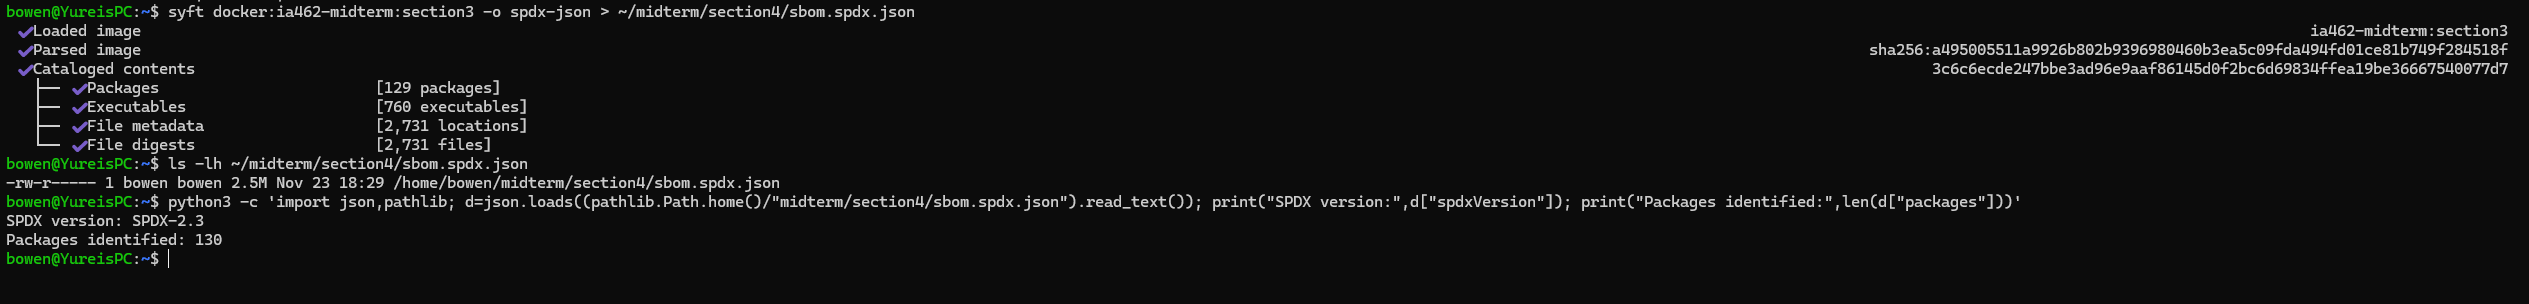 bowen@YureisPC:~$ syft docker:ia462-midterm:section3 -o spdx-json > ~/midterm/section4/sbom.spdx.json
✔Loaded image ia462-midterm:section3
✔Parsed image sha256:a495005511a9926b802b9396980460b3ea5c09fda494fd01ce81b749f284518f
✔Cataloged contents 3c6c6ecde247bbe3ad96e9aaf86145d0f2bc6d69834ffea19be36667540077d7
├── ✔Packages [129 packages]
├── ✔Executables [760 executables]
├── ✔File metadata [2,731 locations]
└── ✔File digests [2,731 files]
bowen@YureisPC:~$ ls -lh ~/midterm/section4/sbom.spdx.json
-rw-r----- 1 bowen bowen 2.5M Nov 23 18:29 /home/bowen/midterm/section4/sbom.spdx.json
bowen@YureisPC:~$ python3 -c 'import json,pathlib; d=json.loads((pathlib.Path.home()/"midterm/section4/sbom.spdx.json").read_text()); print("SPDX version:",d["spdxVersion"]); print("Packages identified:",len(d["packages"]))'
SPDX version: SPDX-2.3
Packages identified: 130
bowen@YureisPC:~$